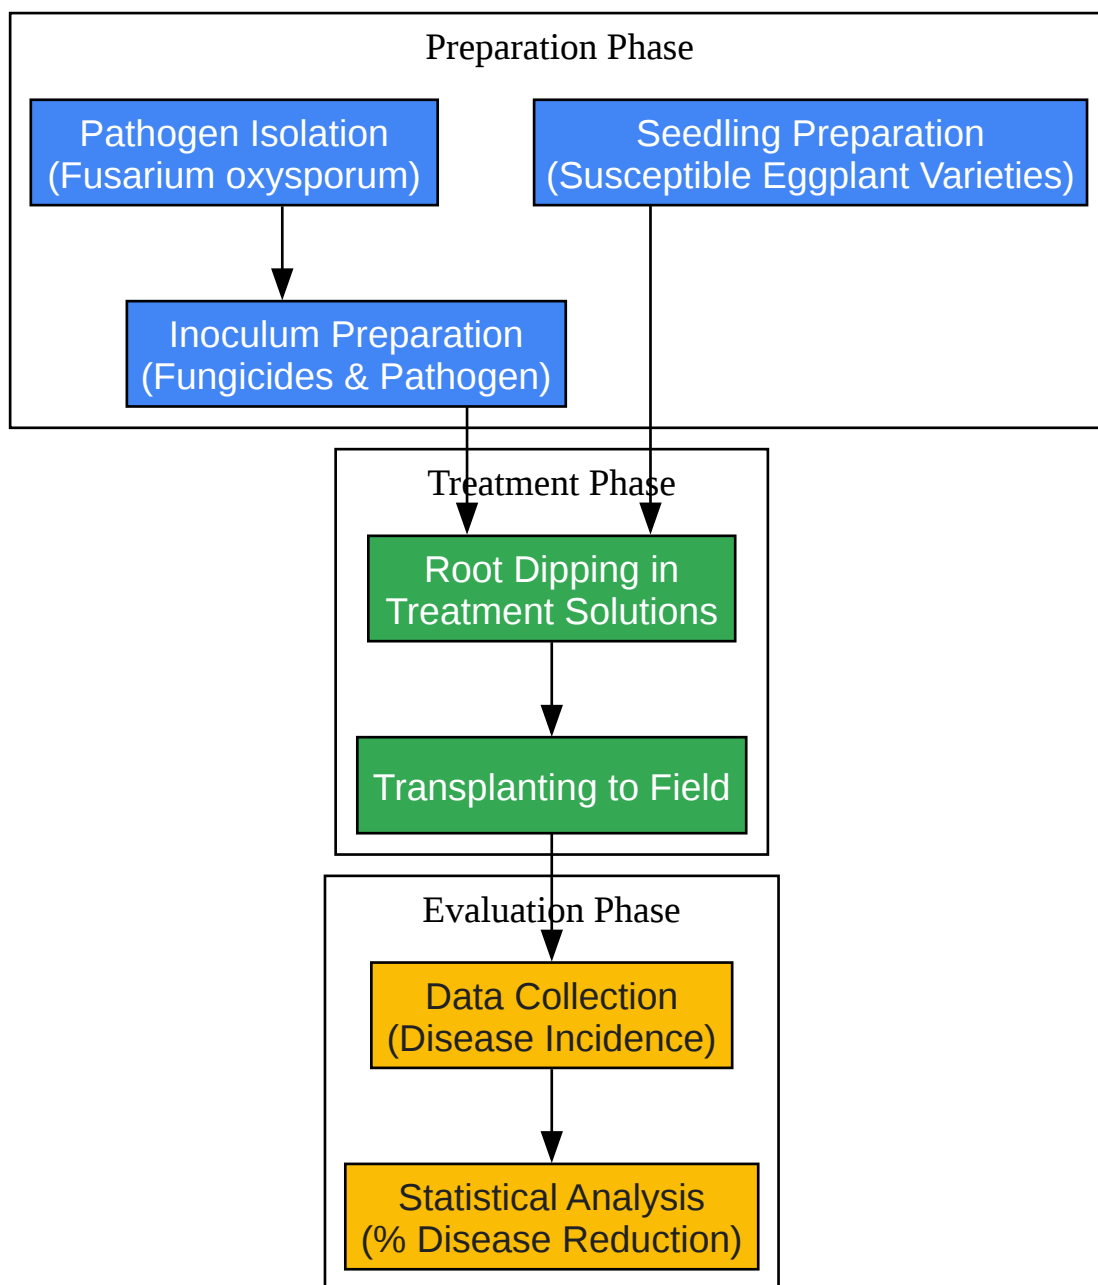 Preparation Phase
Pathogen Isolation
(Fusarium oxysporum)
Seedling Preparation
(Susceptible Eggplant Varieties)
Inoculum Preparation
(Fungicides & Pathogen)
Treatment Phase
Root Dipping in
Treatment Solutions
Transplanting to Field
Evaluation Phase
Data Collection
(Disease Incidence)
Statistical Analysis
(% Disease Reduction)